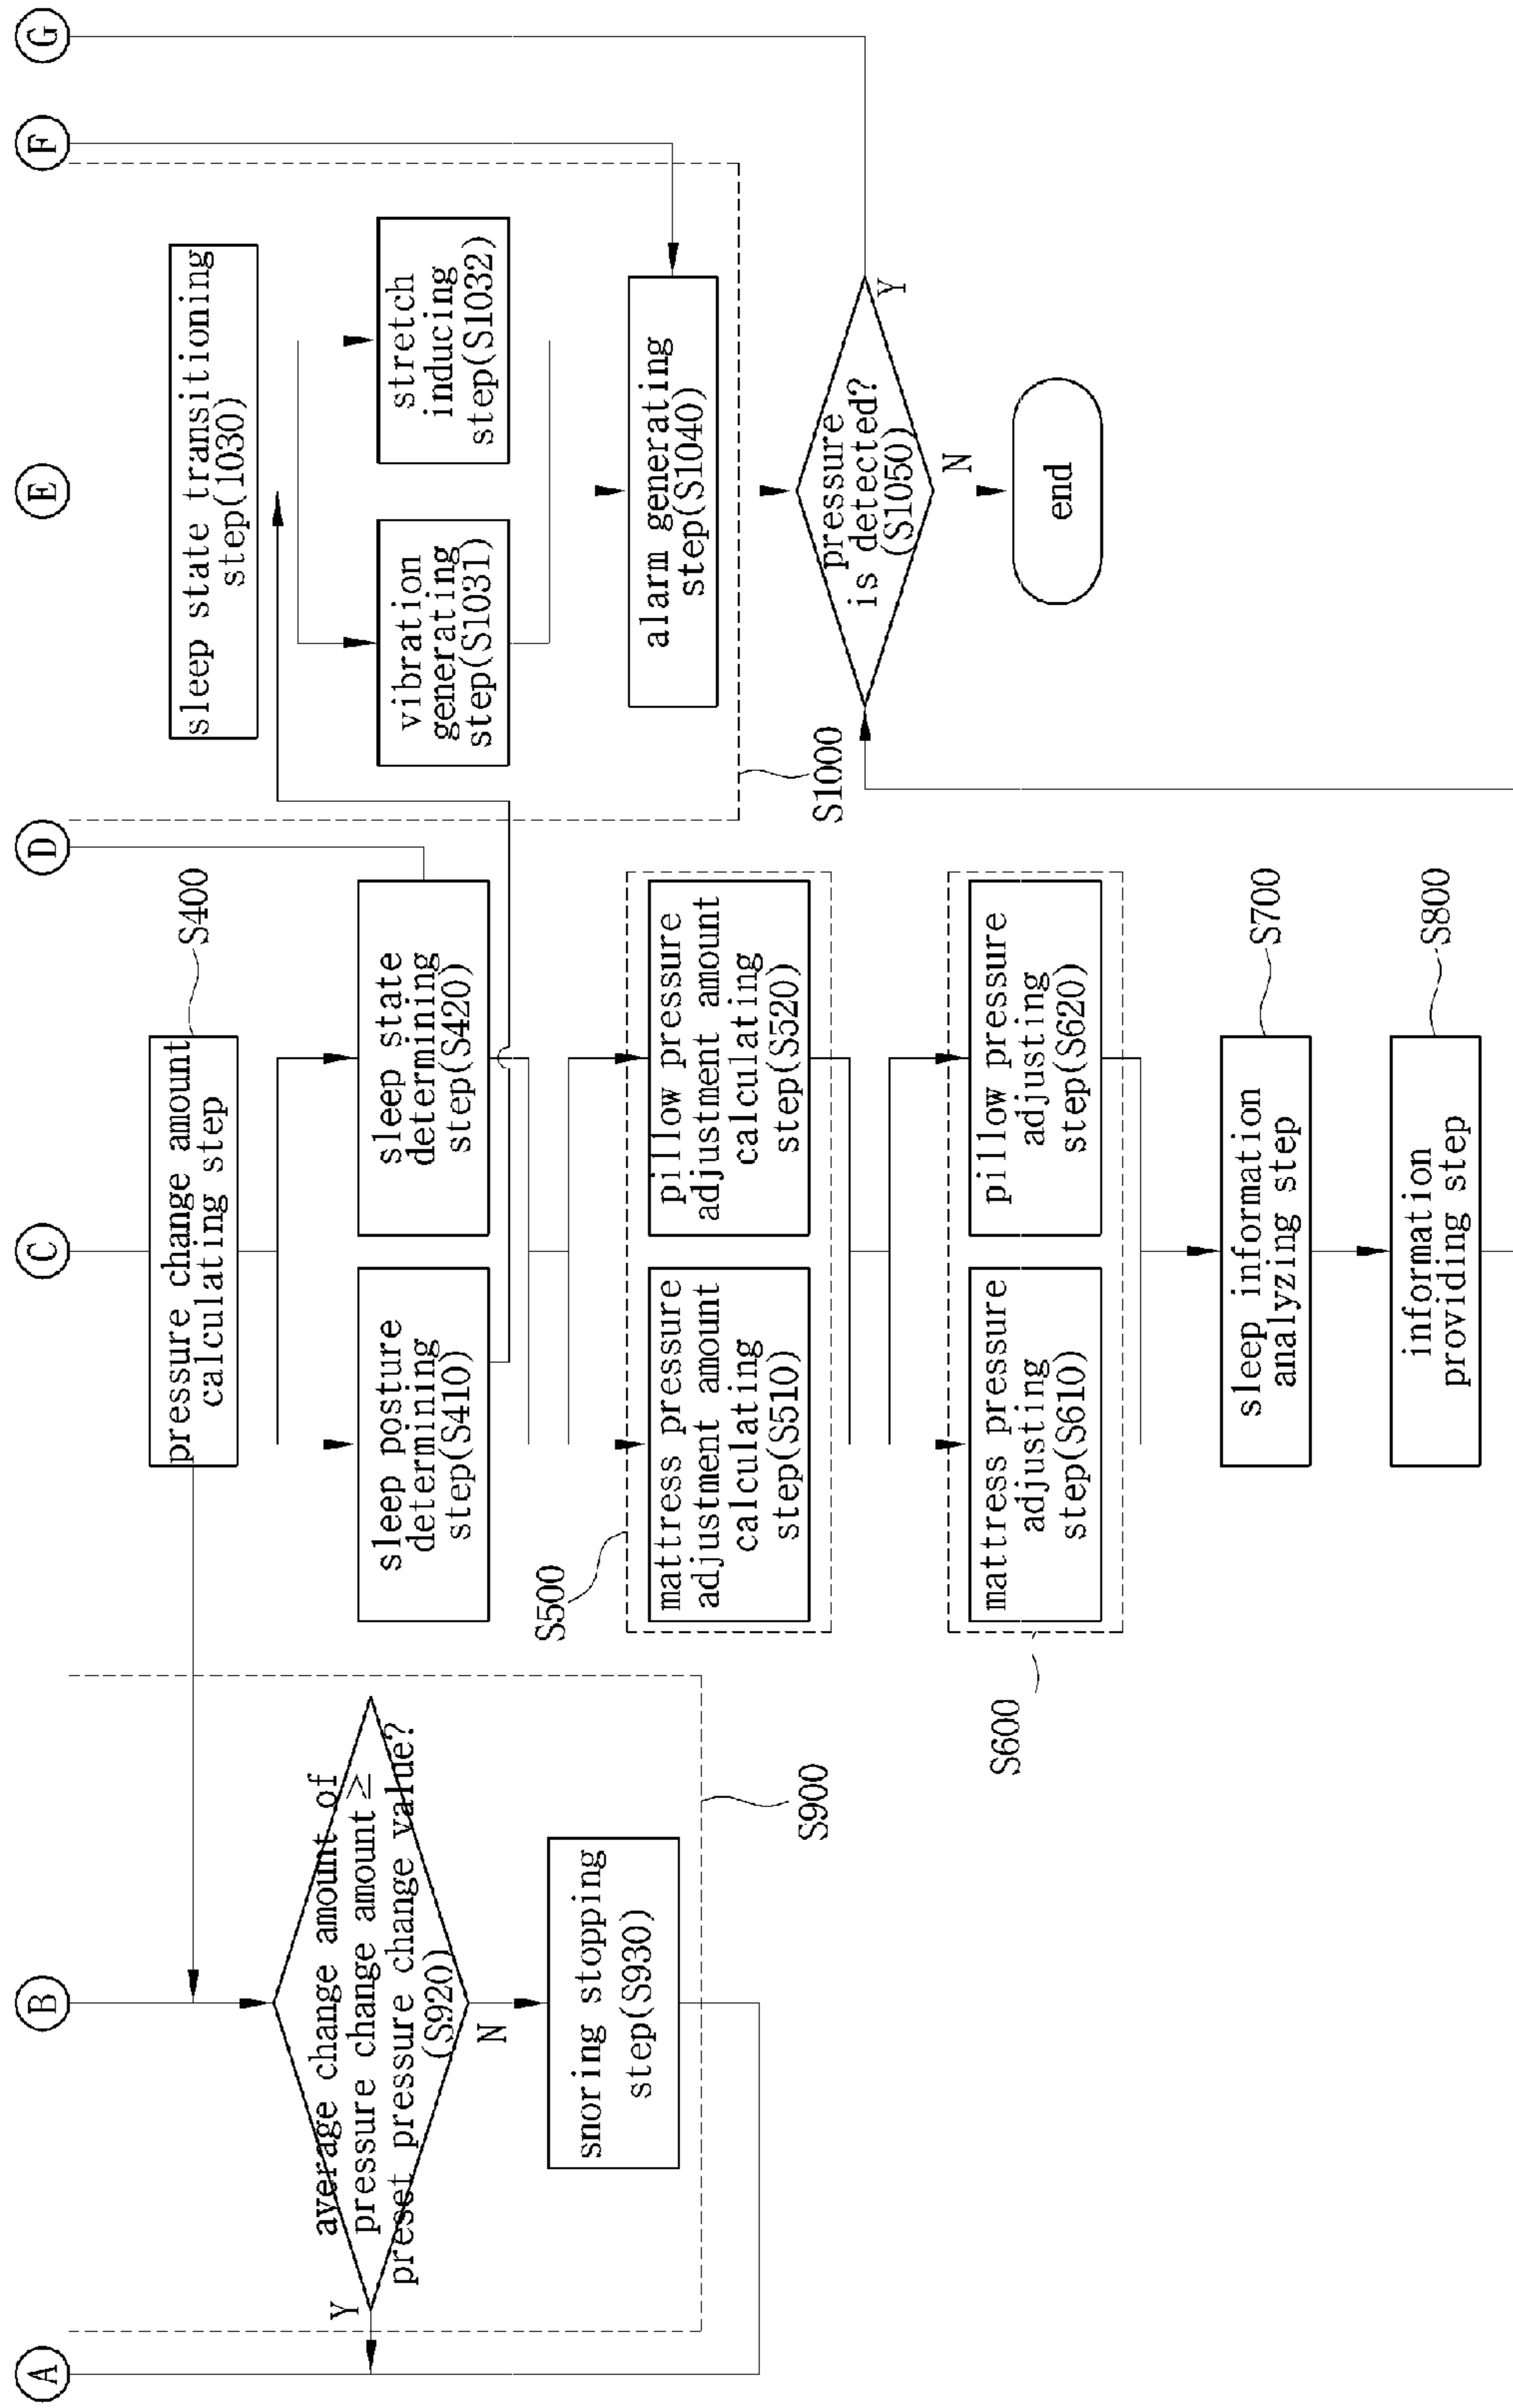 A
B
C
D
E
F
G
average change amount of
pressure change amount≥
preset pressure change value?
(S920)
Y
N
snoring stopping
step(S930)
S900
pressure change amount
calculating step
S400
sleep posture
determining
step(S410)
sleep state
determining
step(S420)
S500
mattress pressure
adjustment amount
calculating
step(S510)
pillow pressure
adjustment amount
calculating
step(S520)
S600
mattress pressure
adjusting
step(S610)
pillow pressure
adjusting
step(S620)
sleep information
analyzing step
S700
information
providing step
S800
sleep state transitioning
step(1030)
vibration
generating
step(S1031)
stretch
inducing
step(S1032)
alarm generating
step(S1040)
S1000
pressure
is detected?
(S1050)
Y
N
end